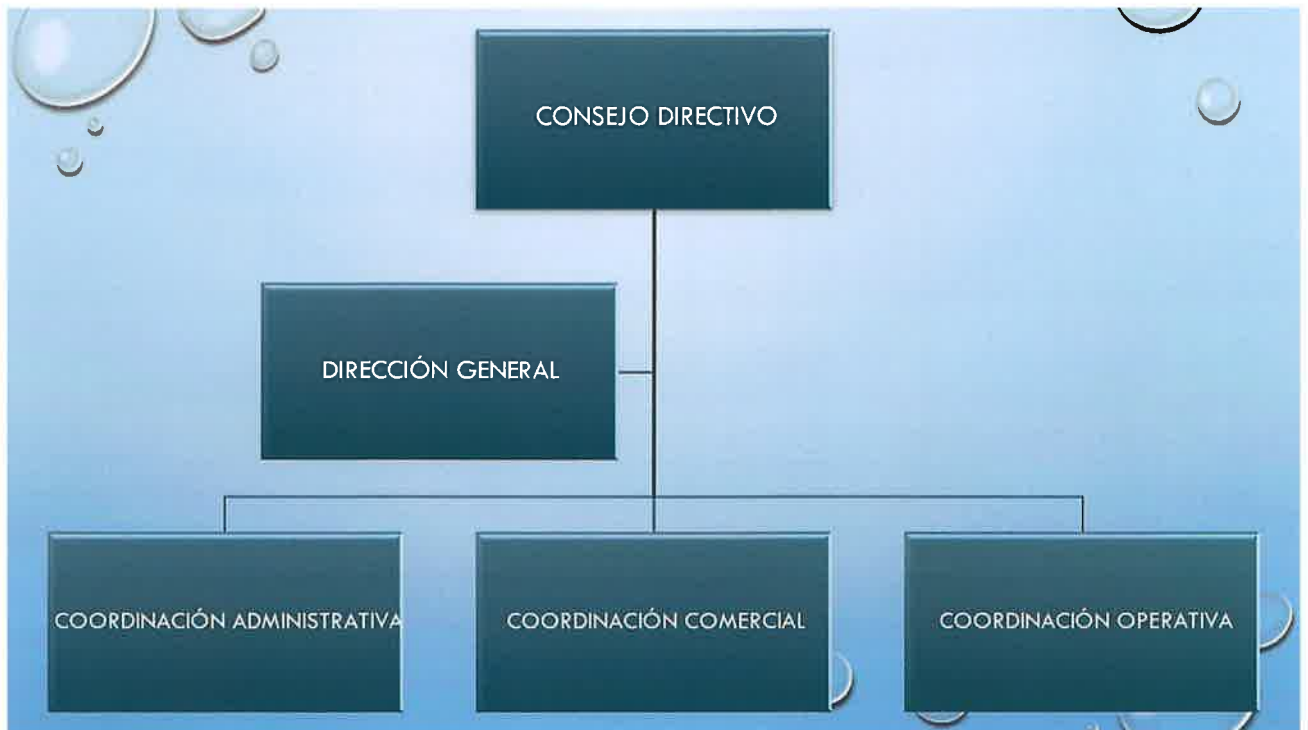 CONSEJO DIRECTIVO
DIRECCIÓN GENERAL
COORDINACIÓN ADMINISTRATIVA
COORDINACIÓN COMERCIAL
COORDINACIÓN OPERATIVA